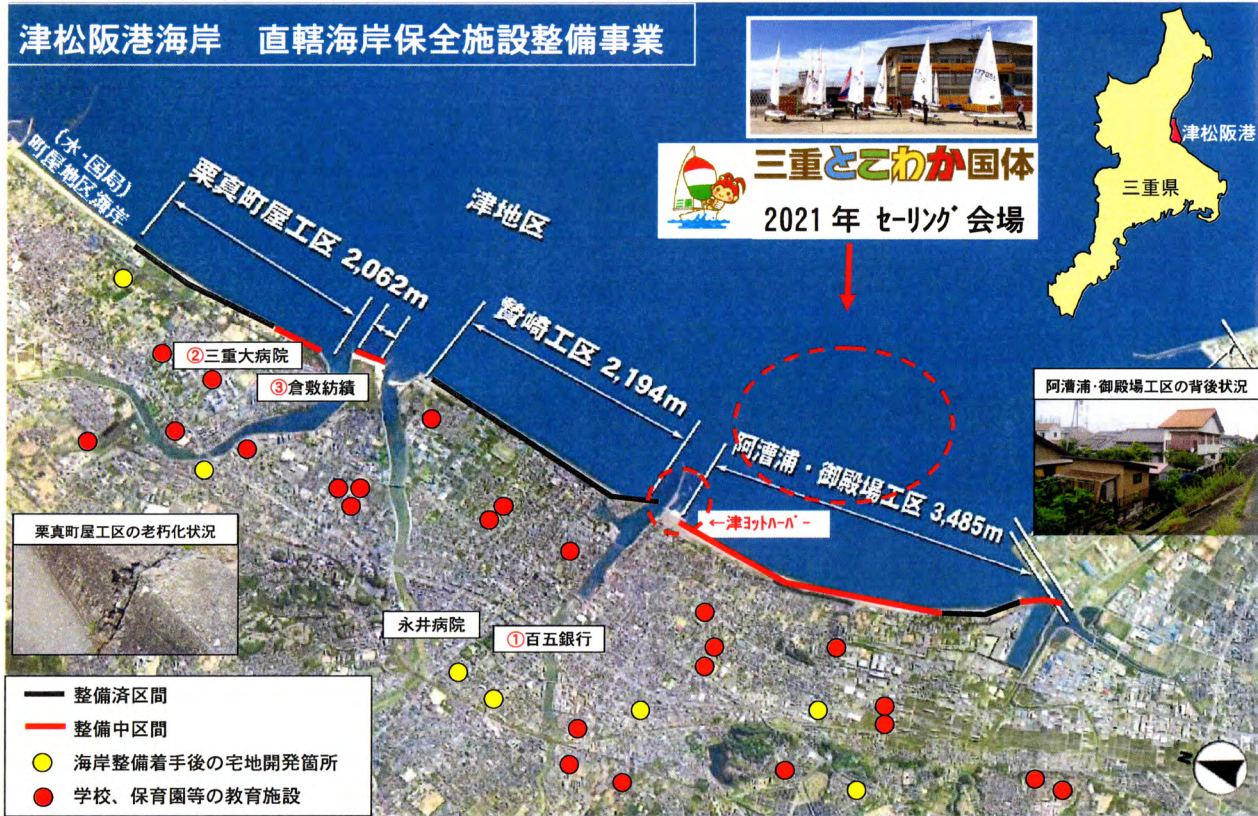 津松阪港海岸　直轄海岸保全施設整備事業
三重とこわか国体
2021年 ｾｰﾘﾝｸﾞ 会場
三重
津松阪港
三重県
(水・国局)
町屋地区海岸
栗真町屋工区 2,062m
津地区
贄崎工区 2,194m
阿漕浦・御殿場工区 3,485m
←津ﾖｯﾄﾊｰﾊﾞｰ
②三重大病院
③倉敷紡績
阿漕浦・御殿場工区の背後状況
栗真町屋工区の老朽化状況
永井病院
①百五銀行
整備済区間
整備中区間
海岸整備着手後の宅地開発箇所
学校、保育園等の教育施設
N